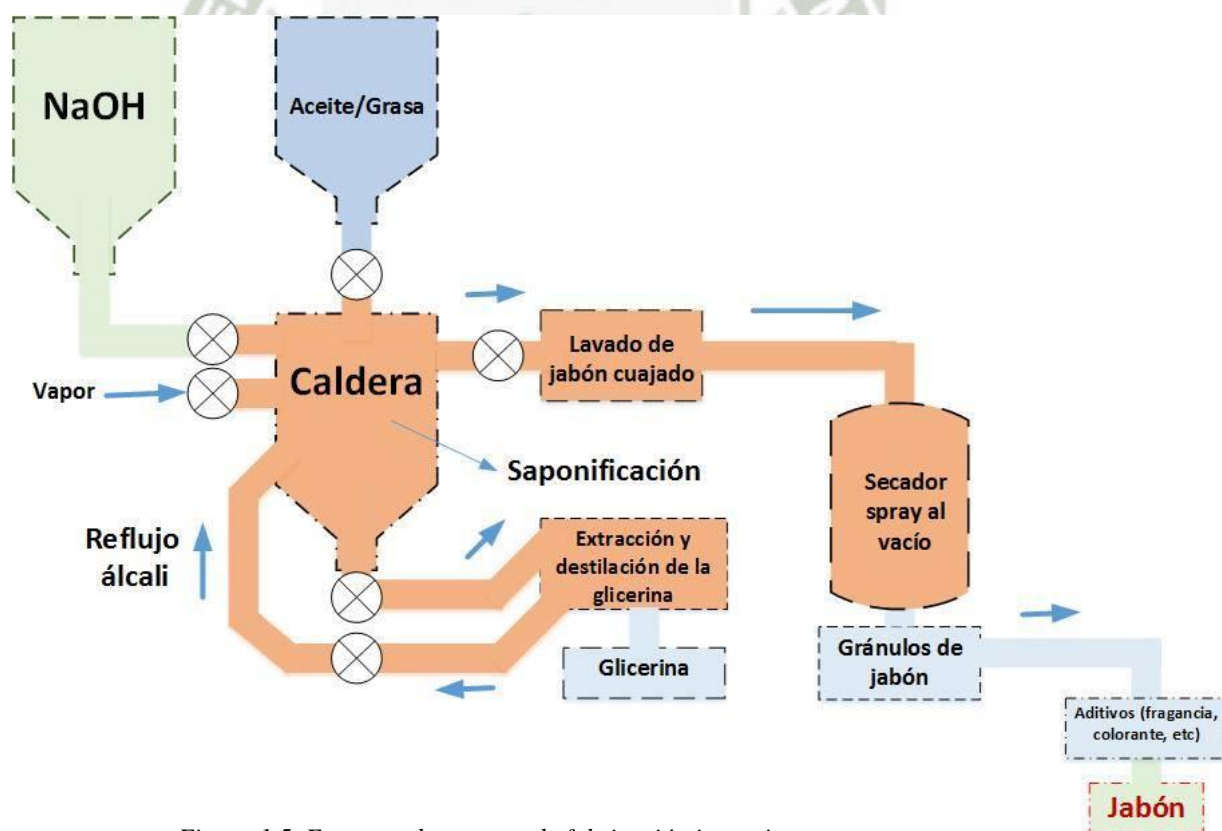 NaOH
Aceite/Grasa
Vapor
Caldera
Lavado de
jabón cuajado
Saponificación
Reflujo
álcali
Extracción y
destilación de la
glicerina
Glicerina
Secador
spray al
vacío
Gránulos de
jabón
Aditivos (fragancia,
colorante, etc)
Jabón